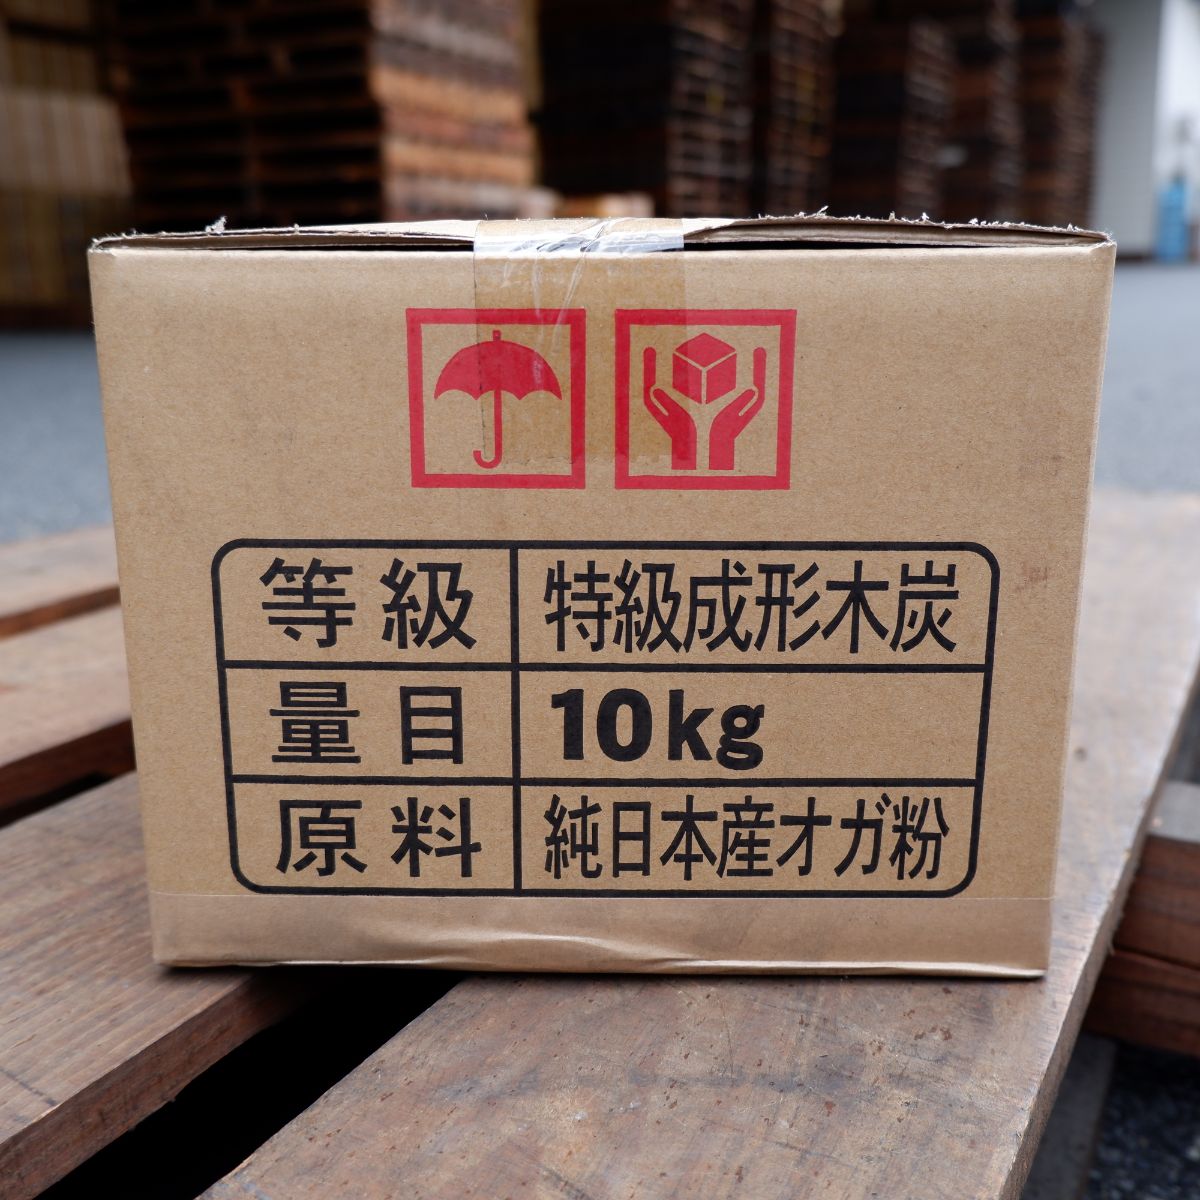 等級 特級成形木炭
量目 10kg
原料 純日本産オガ粉